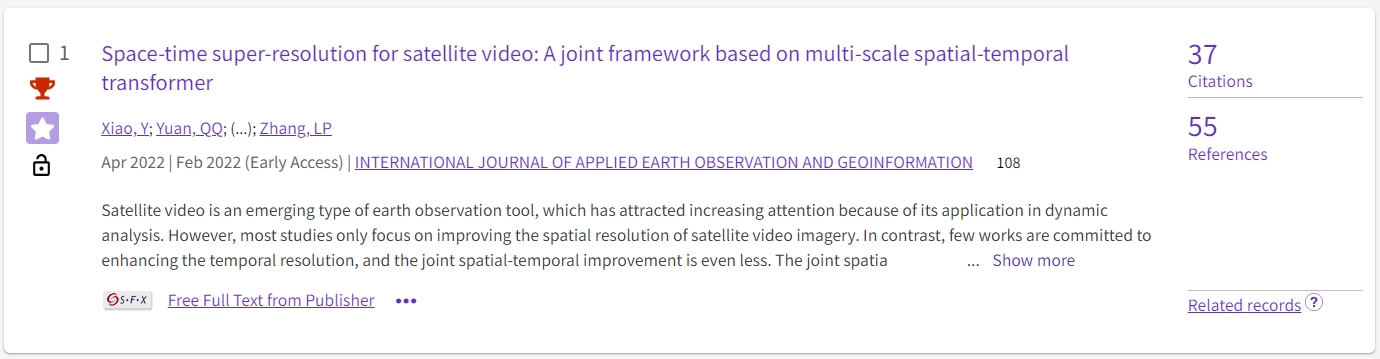 1
Space-time super-resolution for satellite video: A joint framework based on multi-scale spatial-temporal
transformer
Xiao, Y; Yuan, QQ; (...); Zhang, LP
Apr 2022 | Feb 2022 (Early Access) | INTERNATIONAL JOURNAL OF APPLIED EARTH OBSERVATION AND GEOINFORMATION 108
Satellite video is an emerging type of earth observation tool, which has attracted increasing attention because of its application in dynamic
analysis. However, most studies only focus on improving the spatial resolution of satellite video imagery. In contrast, few works are committed to
enhancing the temporal resolution, and the joint spatial-temporal improvement is even less. The joint spatia ... Show more
S·F·X Free Full Text from Publisher •••
37
Citations
55
References
Related records ?